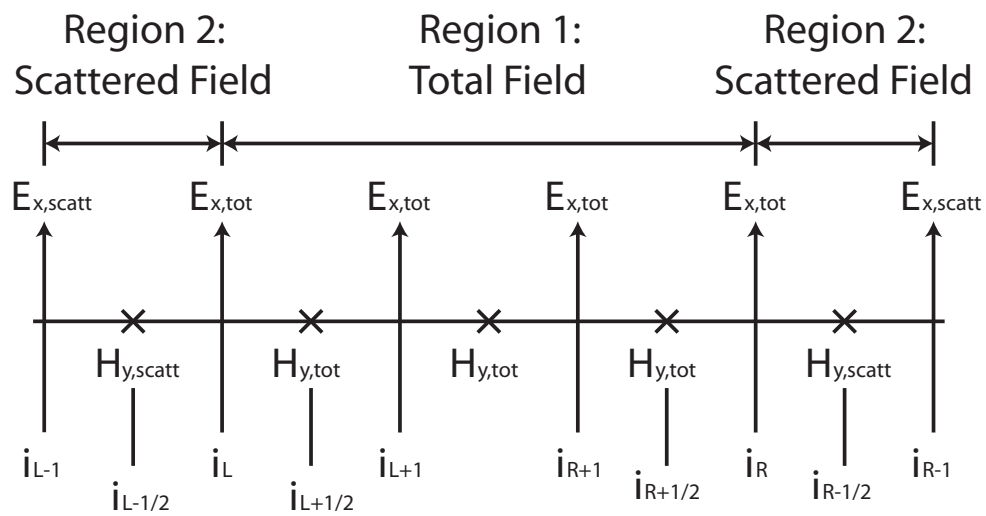 Region 2:
Scattered Field
Region 1:
Total Field
Region 2:
Scattered Field
Ex,scatt
Ex,tot
Ex,tot
Ex,tot
Ex,tot
Ex,scatt
Hy,scatt
Hy,tot
Hy,tot
Hy,tot
Hy,scatt
iL-1
iL-1/2
iL
iL+1/2
iL+1
iR+1
iR+1/2
iR
iR-1/2
iR-1